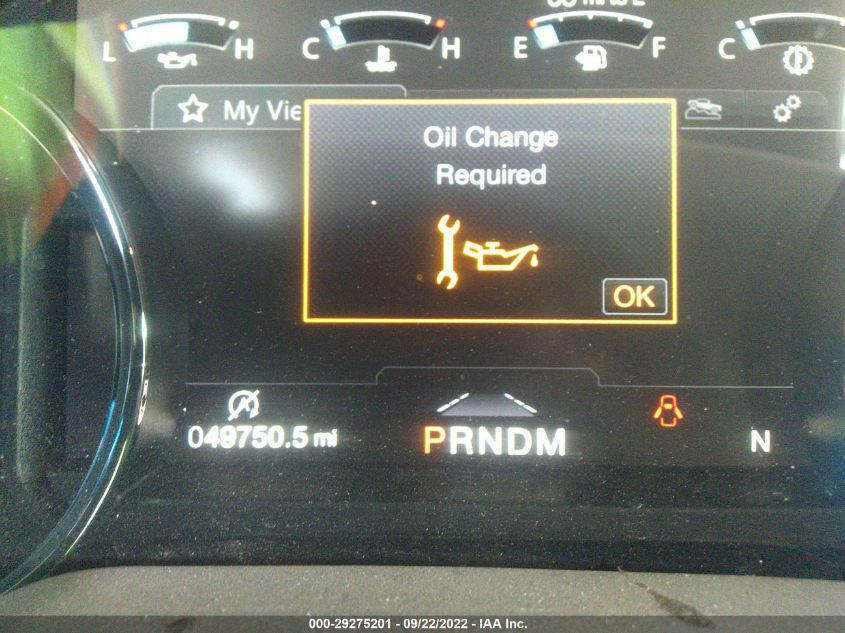 L H C H E F C
My Vie
Oil Change
Required
OK
049750.5 mi
PRNDM
N
000-29275201 - 09/22/2022 - IAA Inc.